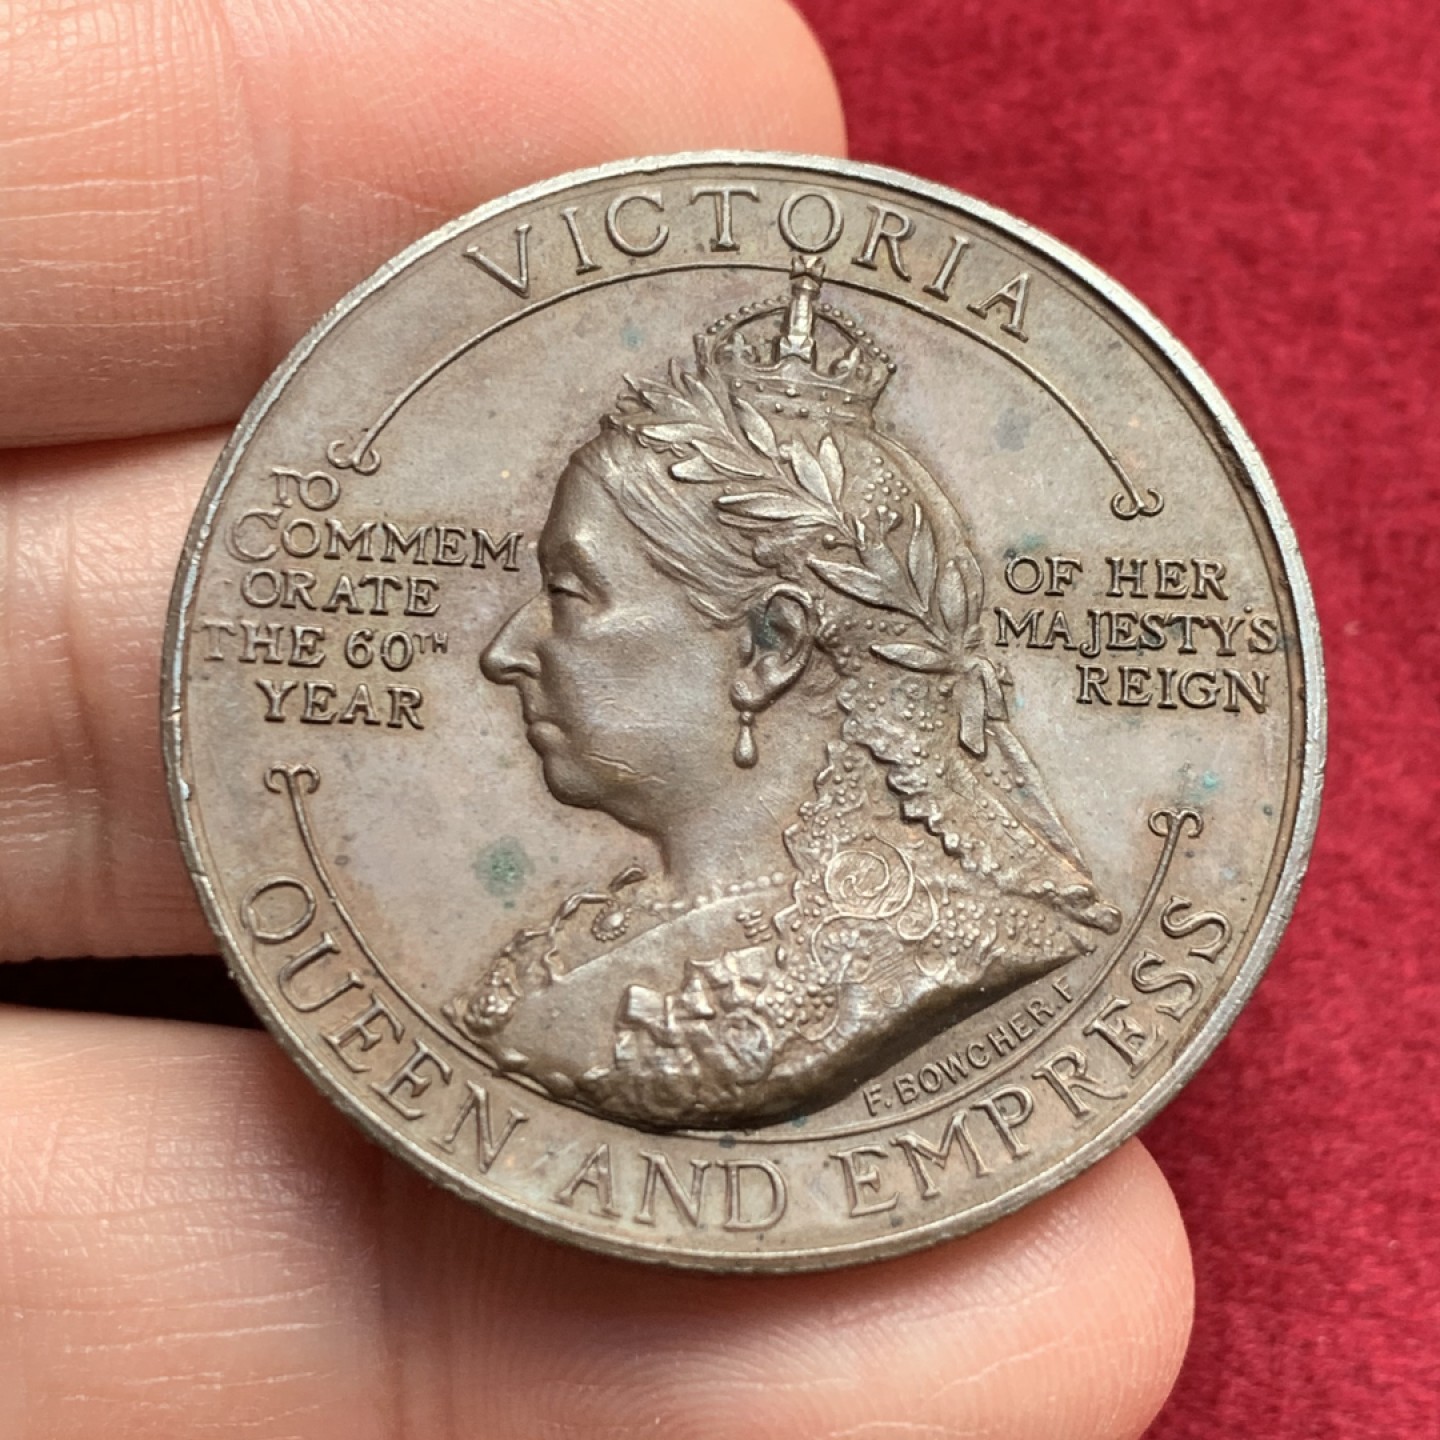 VICTORIA
TO
COMMEM
ORATE
THE 60TH
YEAR
OF HER
MAJESTY'S
REIGN
F. BOWCHER. F
QUEEN AND EMPRESS